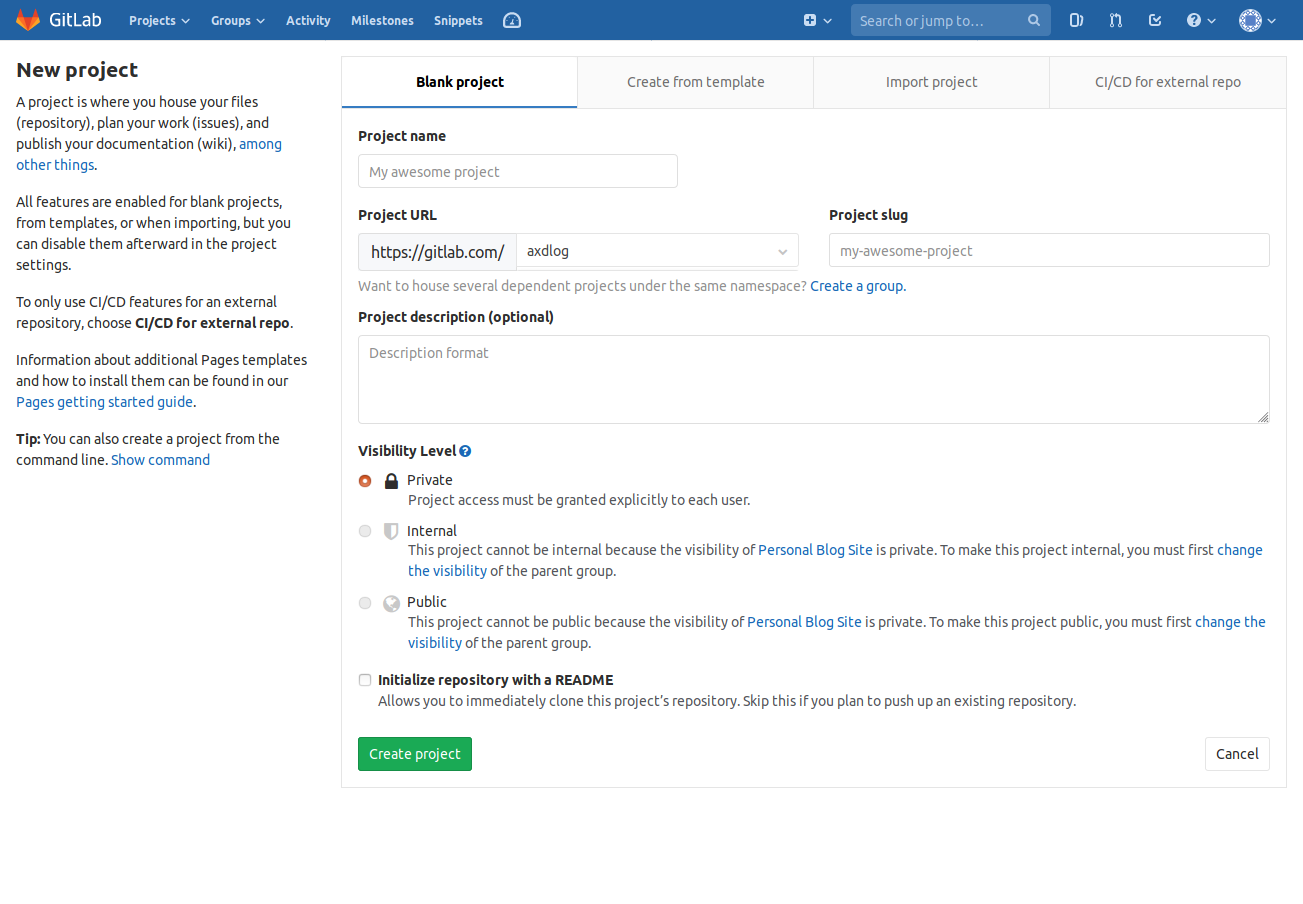 GitLab Projects Groups Activity Milestones Snippets Search or jump to...
New project
A project is where you house your files
(repository), plan your work (issues), and
publish your documentation (wiki), among
other things.
All features are enabled for blank projects,
from templates, or when importing, but you
can disable them afterward in the project
settings.
To only use CI/CD features for an external
repository, choose CI/CD for external repo.
Information about additional Pages templates
and how to install them can be found in our
Pages getting started guide.
Tip: You can also create a project from the
command line. Show command
Blank project Create from template Import project CI/CD for external repo
Project name
My awesome project
Project URL Project slug
https://gitlab.com/ axdlog my-awesome-project
Want to house several dependent projects under the same namespace? Create a group.
Project description (optional)
Description format
Visibility Level ?
Private
Project access must be granted explicitly to each user.
Internal
This project cannot be internal because the visibility of Personal Blog Site is private. To make this project internal, you must first change
the visibility of the parent group.
Public
This project cannot be public because the visibility of Personal Blog Site is private. To make this project public, you must first change the
visibility of the parent group.
Initialize repository with a README
Allows you to immediately clone this project’s repository. Skip this if you plan to push up an existing repository.
Create project Cancel